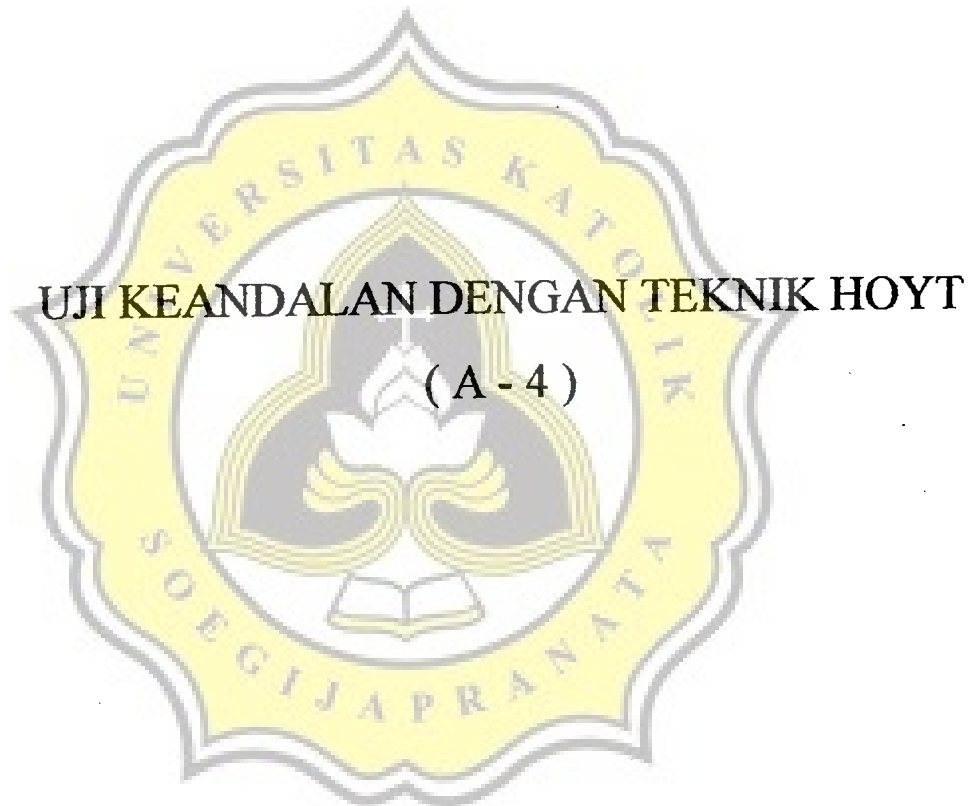 UNIVERSITAS KATOLIK
UJI KEANDALAN DENGAN TEKNIK HOYT
( A - 4 )
SOEGIJAPRANATA